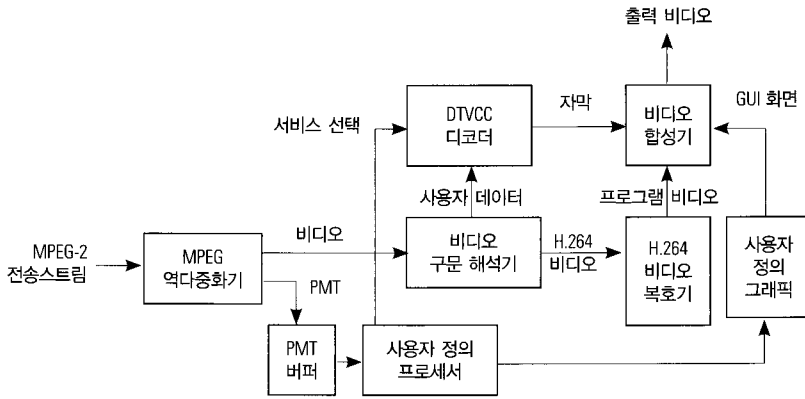 출력 비디오
서비스 선택
DTVCC
디코더
자막
비디오
합성기
GUI 화면
사용자 데이터
프로그램 비디오
MPEG-2
전송스트림
MPEG
역다중화기
비디오
비디오
구문 해석기
H.264
비디오
H.264
비디오
복호기
사용자
정의
그래픽
PMT
PMT
버퍼
사용자 정의
프로세서